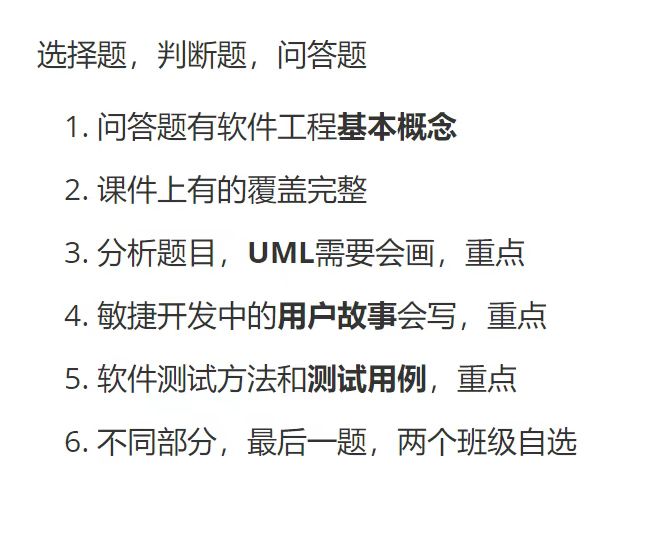 选择题，判断题，问答题
1. 问答题有软件工程基本概念
2. 课件上有的覆盖完整
3. 分析题目，UML需要会画，重点
4. 敏捷开发中的用户故事会写，重点
5. 软件测试方法和测试用例，重点
6. 不同部分，最后一题，两个班级自选